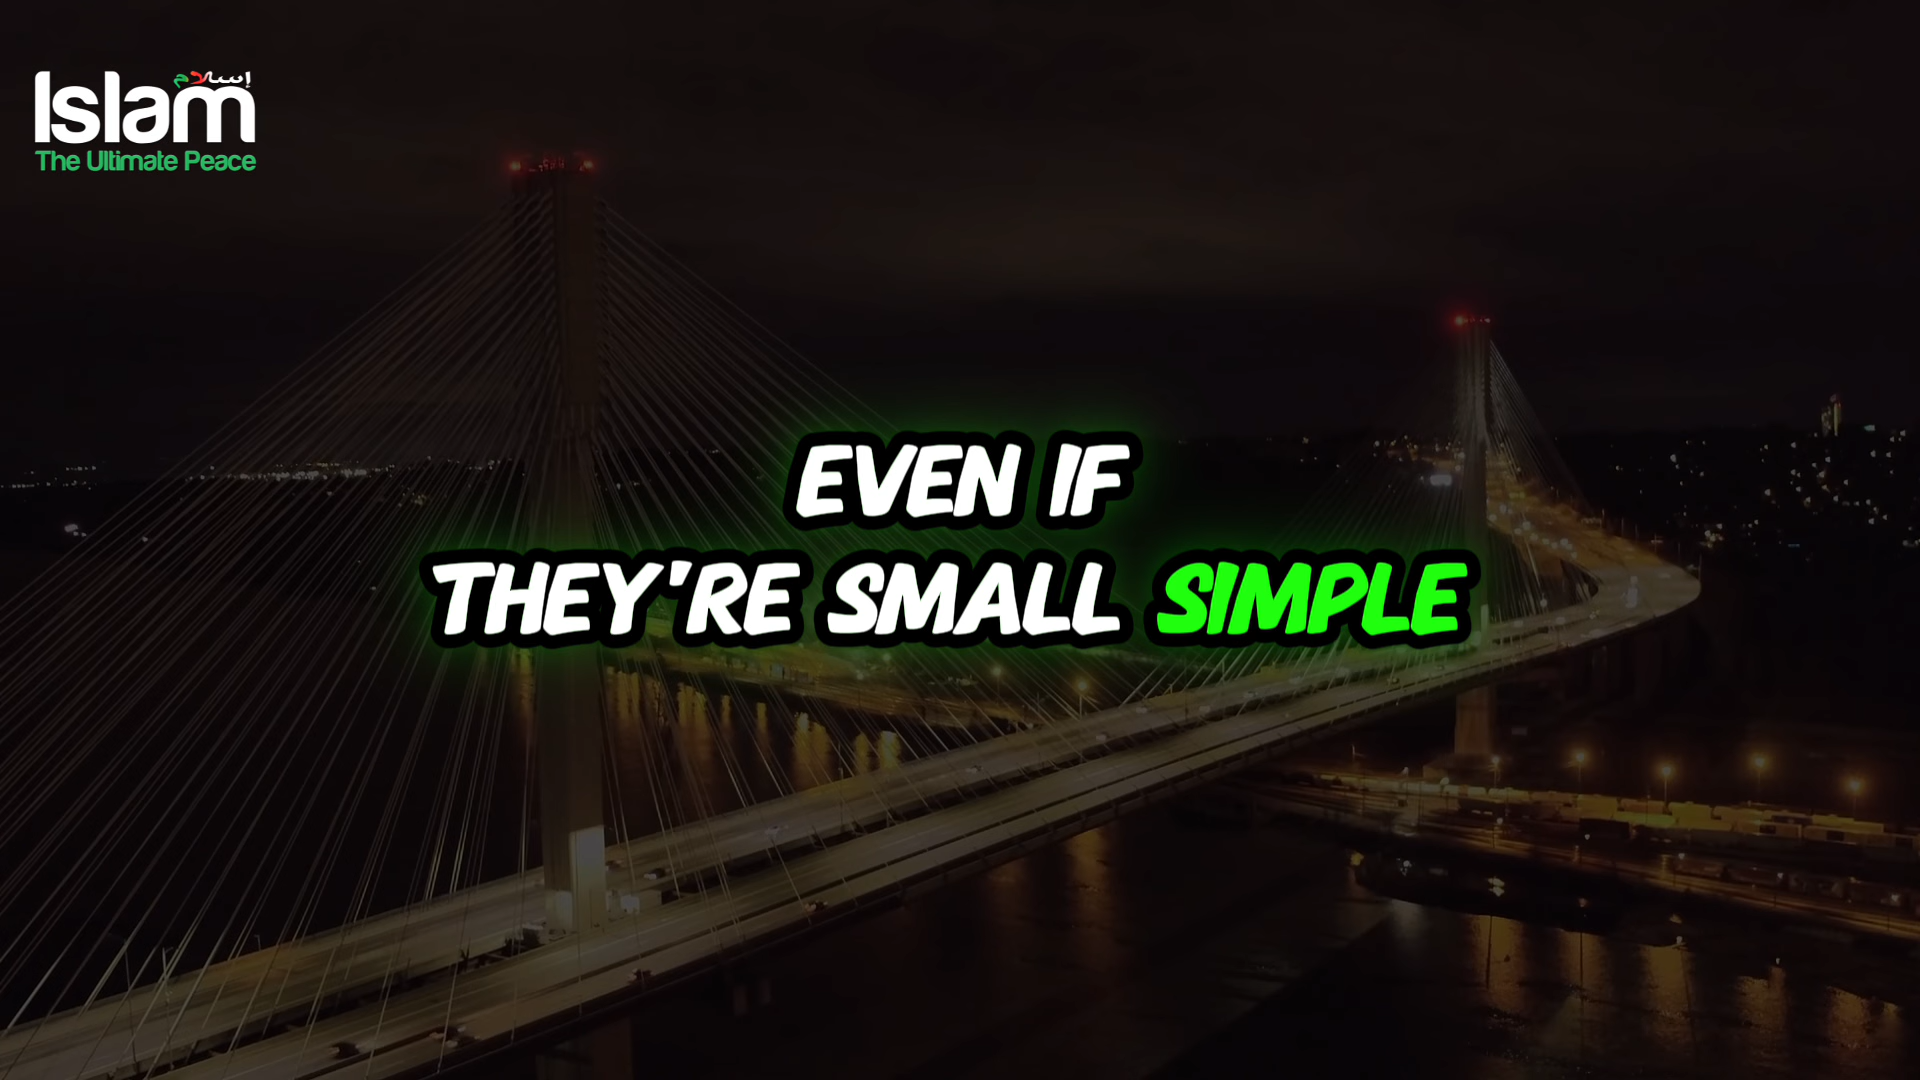 إسلام
Islam
The Ultimate Peace
EVEN IF
THEY'RE SMALL SIMPLE